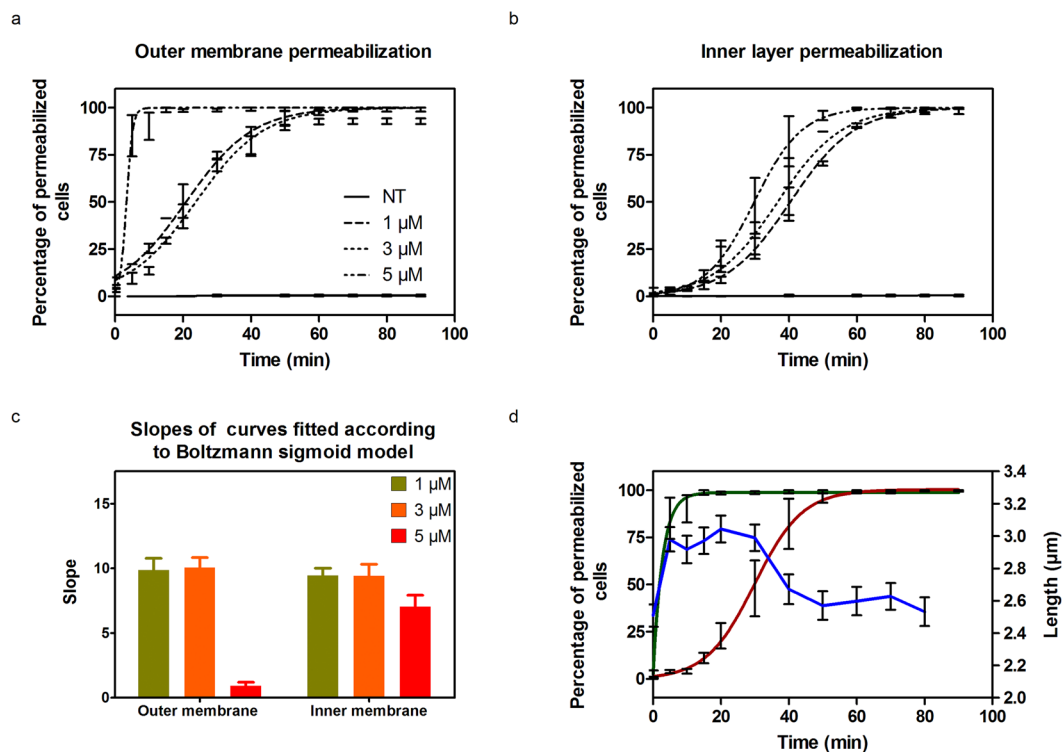 a
Outer membrane permeabilization
Percentage of permeabilized
cells
100
75
50
25
0
NT
1 μM
3 μM
5 μM
0
20
40
60
80
100
Time (min)
b
Inner layer permeabilization
Percentage of permeabilized
cells
100
75
50
25
0
0
20
40
60
80
100
Time (min)
c
Slopes of curves fitted according
to Boltzmann sigmoid model
Slope
15
10
5
0
1 μM
3 μM
5 μM
Outer membrane
Inner membrane
d
Percentage of permeabilized
cells
100
75
50
25
0
0
20
40
60
80
100
Time (min)
3.4
3.2
3.0
2.8
2.6
2.4
2.2
2.0
Length (μm)